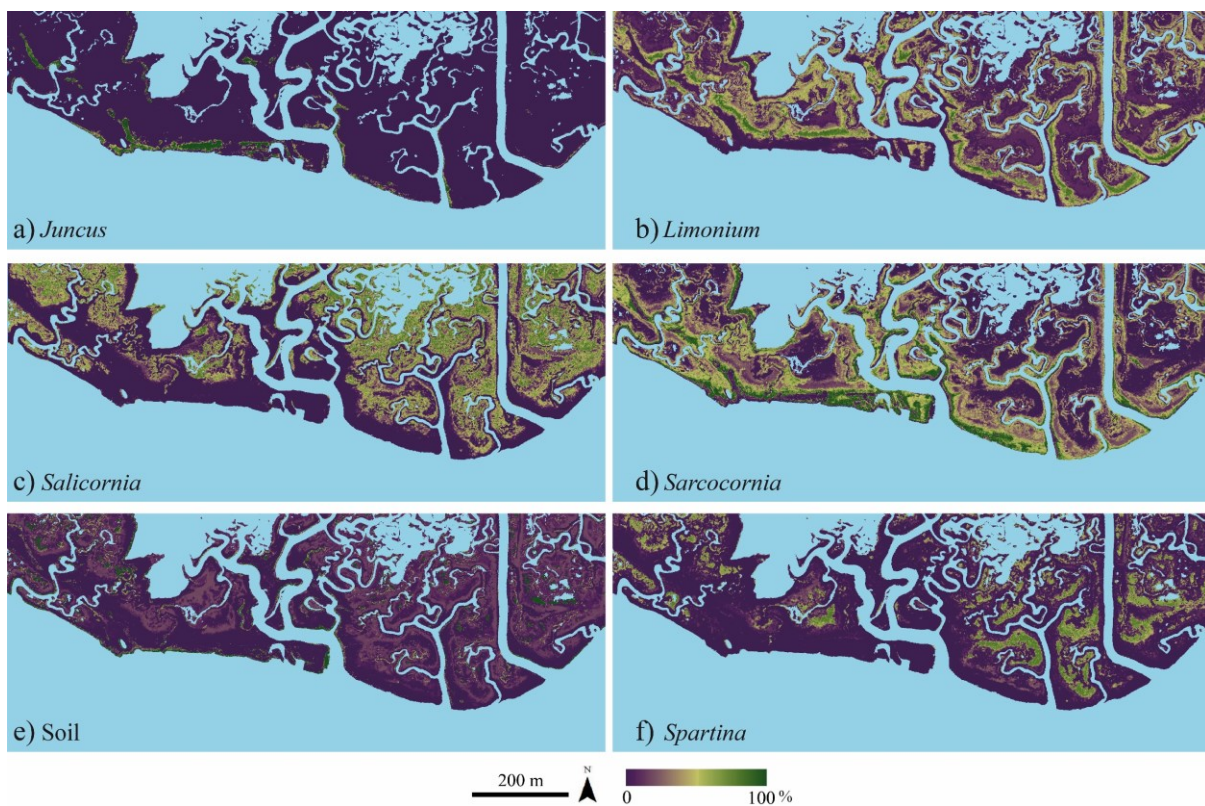 a) Juncus
b) Limonium
c) Salicornia
d) Sarcocornia
e) Soil
f) Spartina
200 m
N
0
100 %